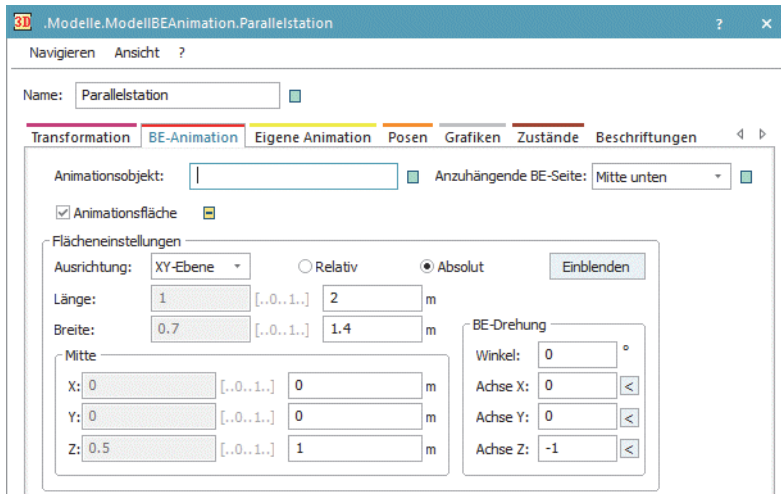 3D .Modelle.ModellBEAnimation.Parallelstation ? ×
Navigieren Ansicht ?
Name: Parallelstation
Transformation BE-Animation Eigene Animation Posen Grafiken Zustände Beschriftungen
Animationsobjekt: Anzuhängende BE-Seite: Mitte unten
Animationsfläche
Flächeneinstellungen
Ausrichtung: XY-Ebene Relativ Absolut Einblenden
Länge: 1 [..0..1..] 2 m
Breite: 0.7 [..0..1..] 1.4 m
BE-Drehung
Mitte
Winkel: 0 °
X: 0 [..0..1..] 0 m
Achse X: 0 <
Y: 0 [..0..1..] 0 m
Achse Y: 0 <
Z: 0.5 [..0..1..] 1 m
Achse Z: -1 <